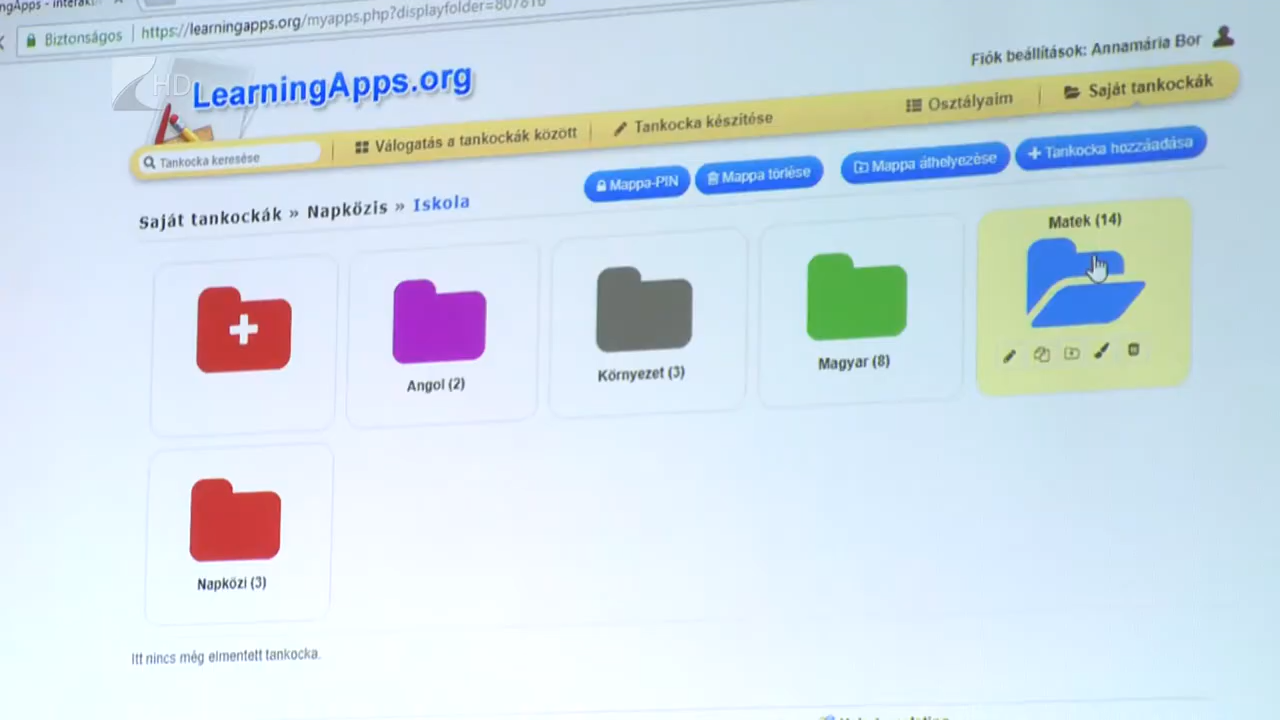 Biztonságos https://learningapps.org/myapps.php?displayfolder=807816
HD
LearningApps.org
Fiók beállítások: Annamária Bor
Tankocka keresése
Válogatás a tankockák között
Tankocka készítése
Osztályaim
Saját tankockák
Mappa-PIN
Mappa törlése
Mappa áthelyezése
Tankocka hozzáadása
Saját tankockák » Napközis » Iskola
Angol (2)
Környezet (3)
Magyar (8)
Matek (14)
Napközi (3)
Itt nincs még elmentett tankocka.